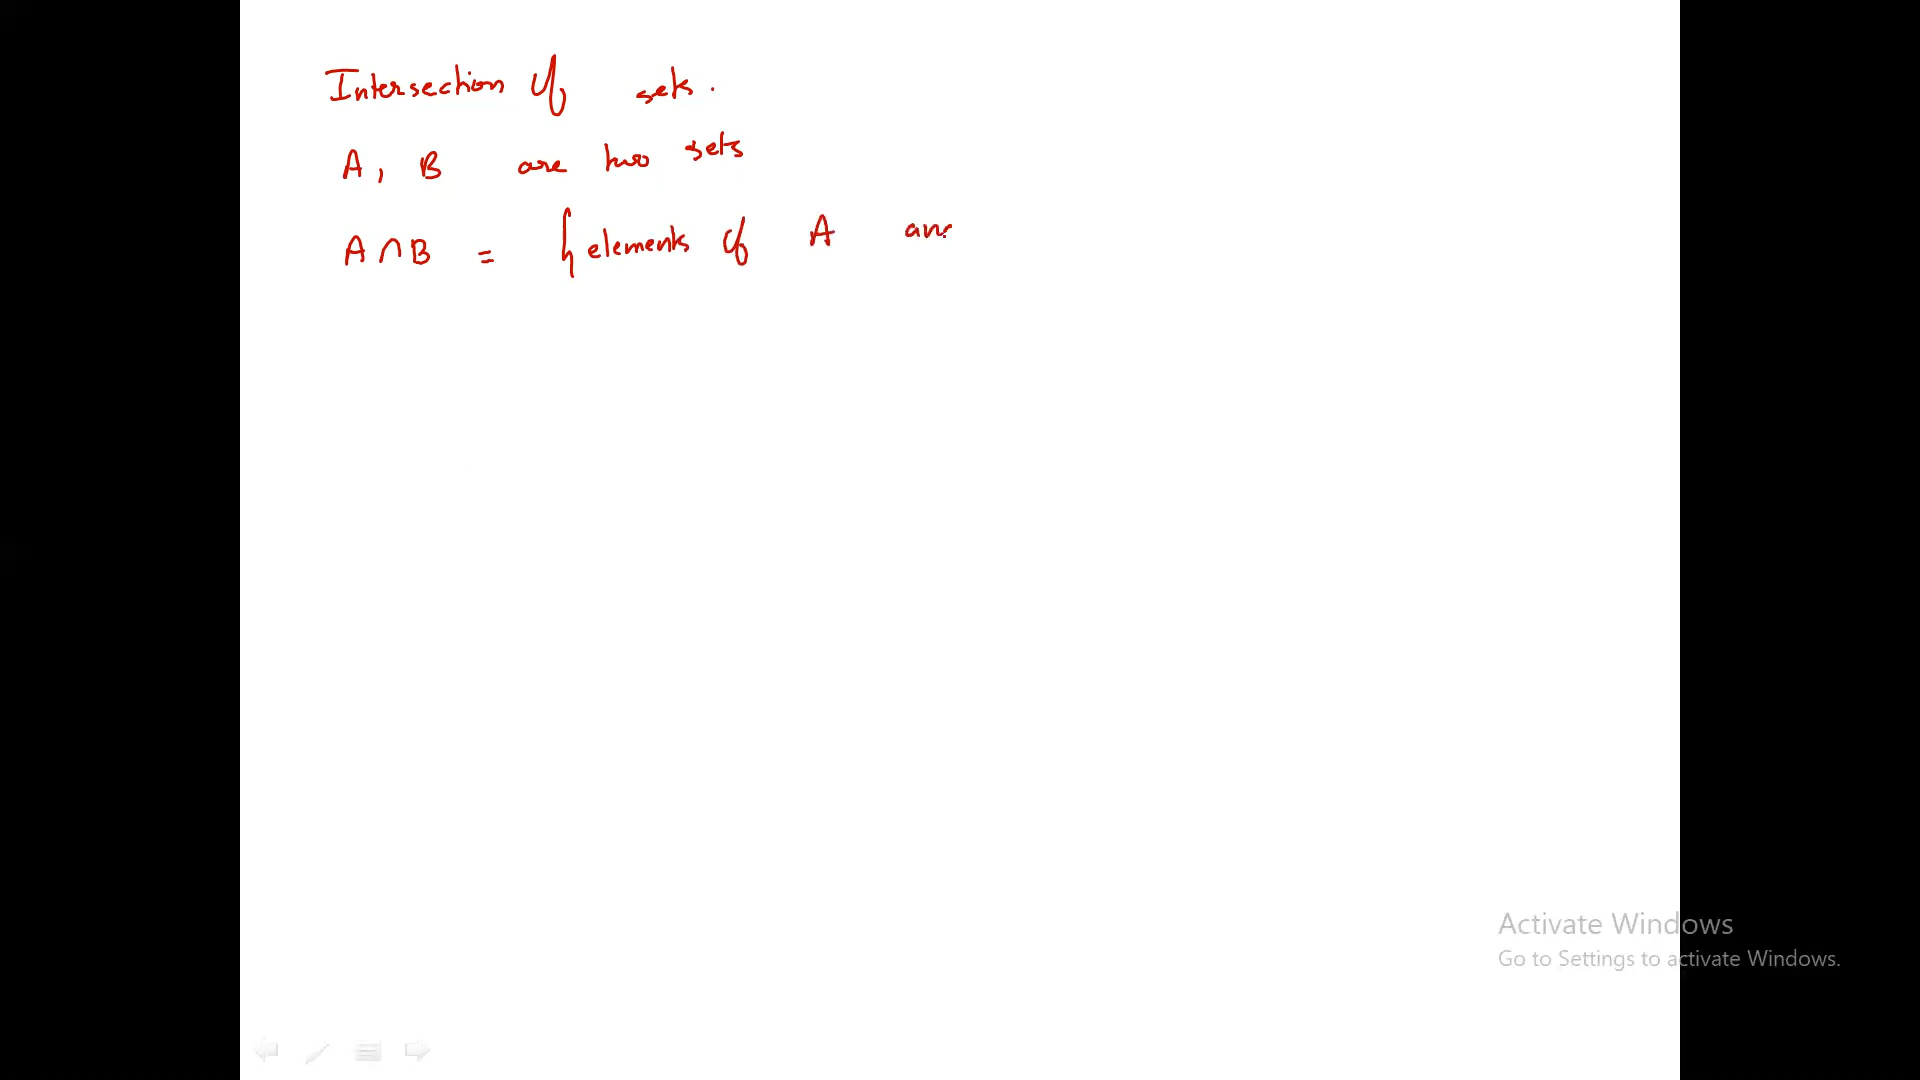 Intersection of sets.
A, B are two sets
A ∩ B = { elements of A an
Activate Windows
Go to Settings to activate Windows.